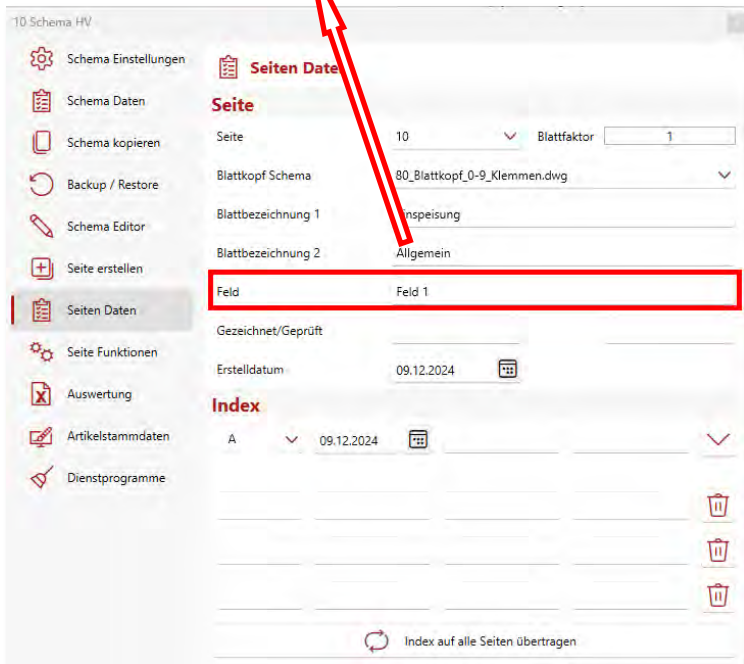 10 Schema HV
Schema Einstellungen
Schema Daten
Schema kopieren
Backup / Restore
Schema Editor
Seite erstellen
Seiten Daten
Seite Funktionen
Auswertung
Artikelstammdaten
Dienstprogramme
Seiten Date
Seite
Seite 10 Blattfaktor 1
Blattkopf Schema 80_Blattkopf_0-9_Klemmen.dwg
Blattbezeichnung 1 inspeisung
Blattbezeichnung 2 Allgemein
Feld Feld 1
Gezeichnet/Geprüft
Erstelldatum 09.12.2024
Index
A 09.12.2024
Index auf alle Seiten übertragen